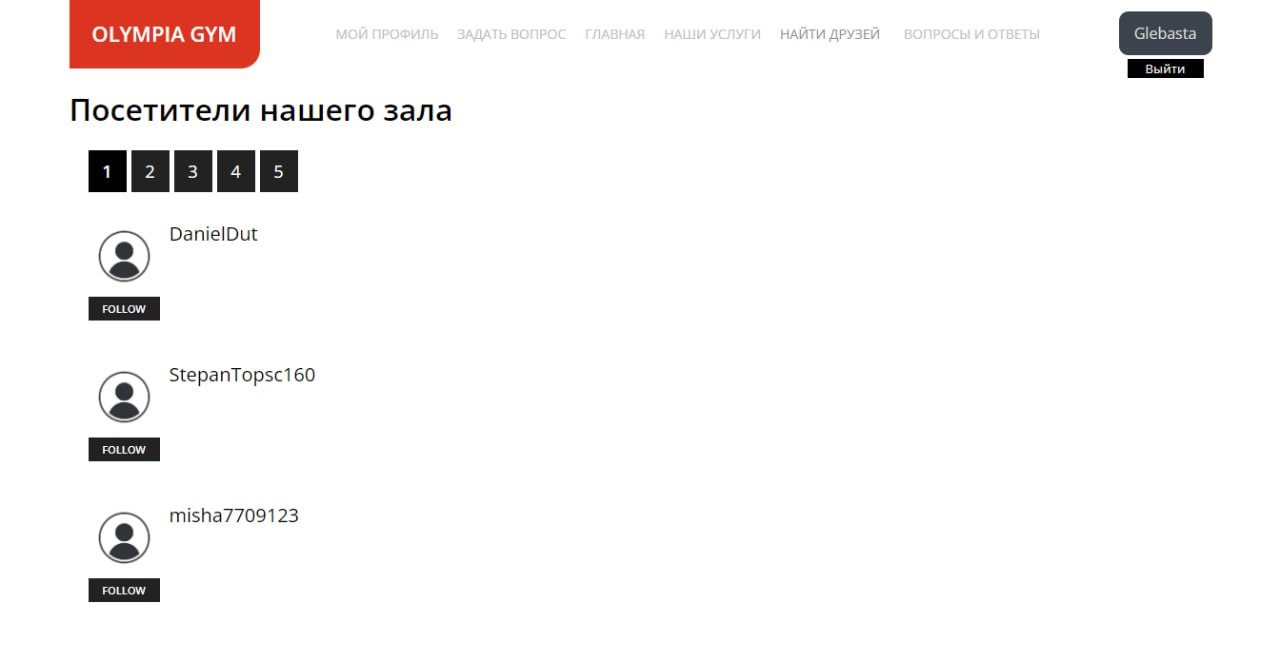 OLYMPIA GYM
МОЙ ПРОФИЛЬ ЗАДАТЬ ВОПРОС ГЛАВНАЯ НАШИ УСЛУГИ НАЙТИ ДРУЗЕЙ ВОПРОСЫ И ОТВЕТЫ
Glebasta
Выйти
Посетители нашего зала
1 2 3 4 5
DanielDut
FOLLOW
StepanTopsc160
FOLLOW
misha7709123
FOLLOW